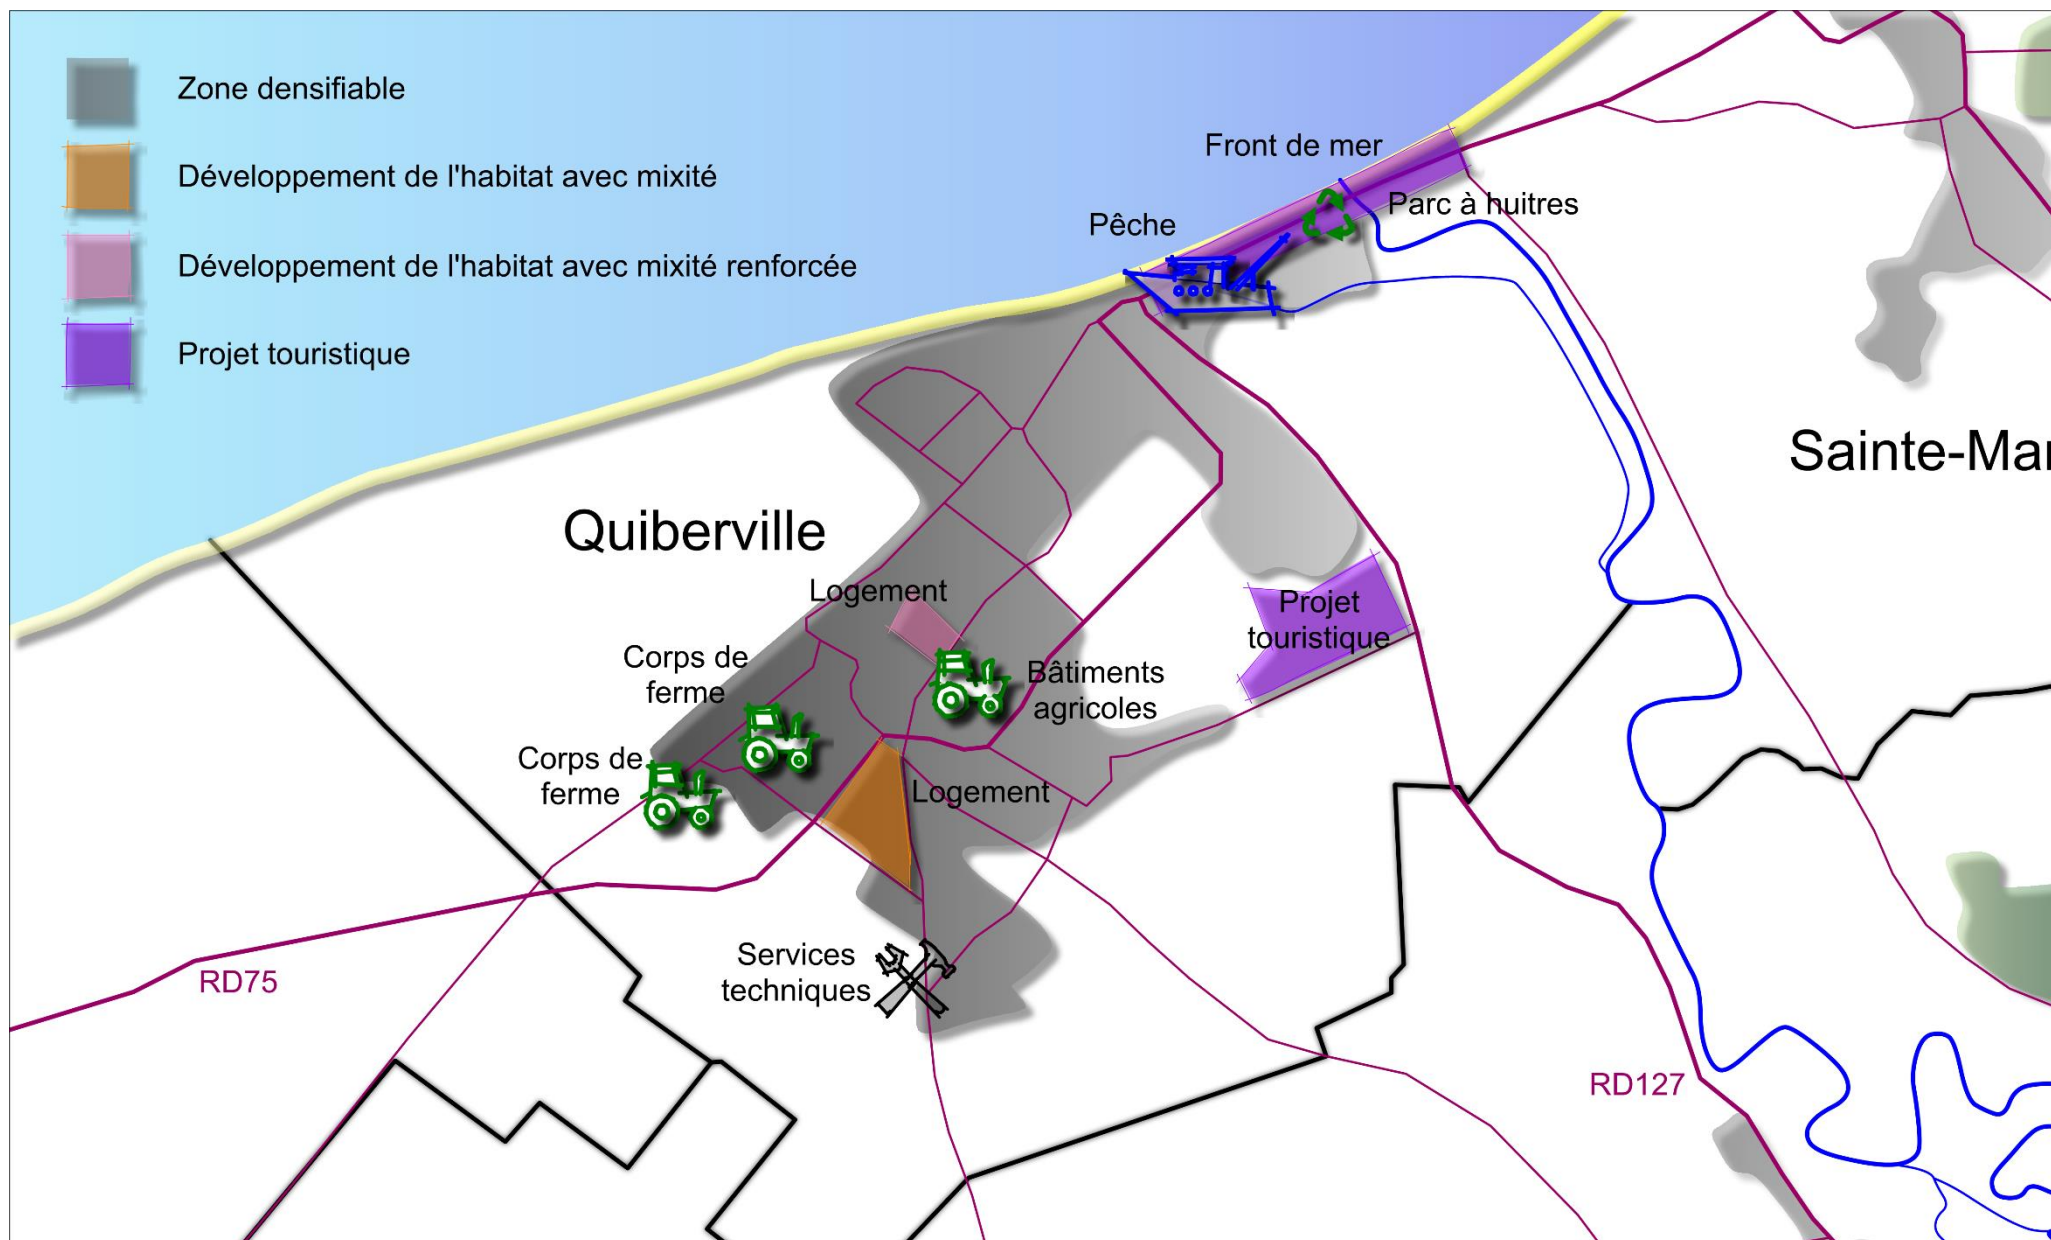 Zone densifiable
Développement de l'habitat avec mixité
Développement de l'habitat avec mixité renforcée
Projet touristique
Front de mer
Parc à huitres
Pêche
Sainte-Mar
Quiberville
Logement
Projet
touristique
Corps de
ferme
Bâtiments
agricoles
Corps de
ferme
Logement
Services
techniques
RD75
RD127